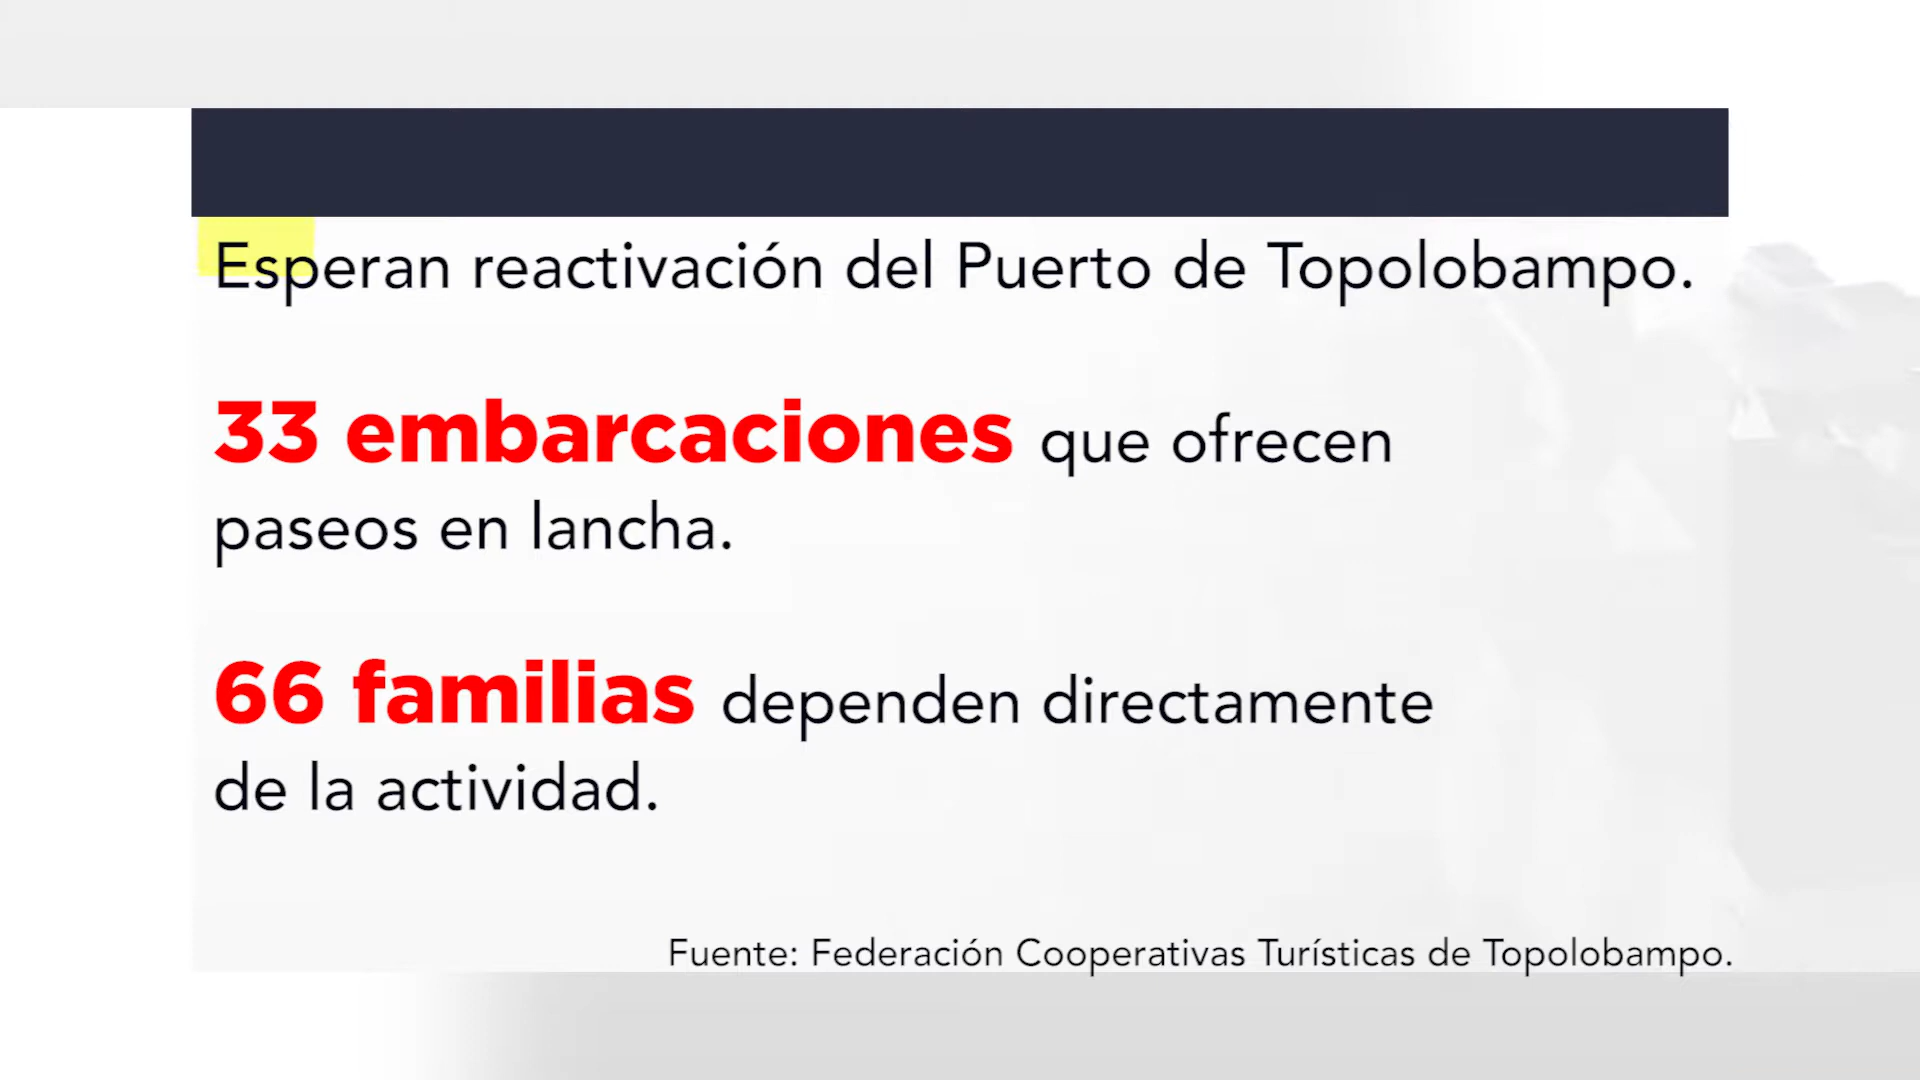 Esperan reactivación del Puerto de Topolobampo.
33 embarcaciones que ofrecen
paseos en lancha.
66 familias dependen directamente
de la actividad.
Fuente: Federación Cooperativas Turísticas de Topolobampo.